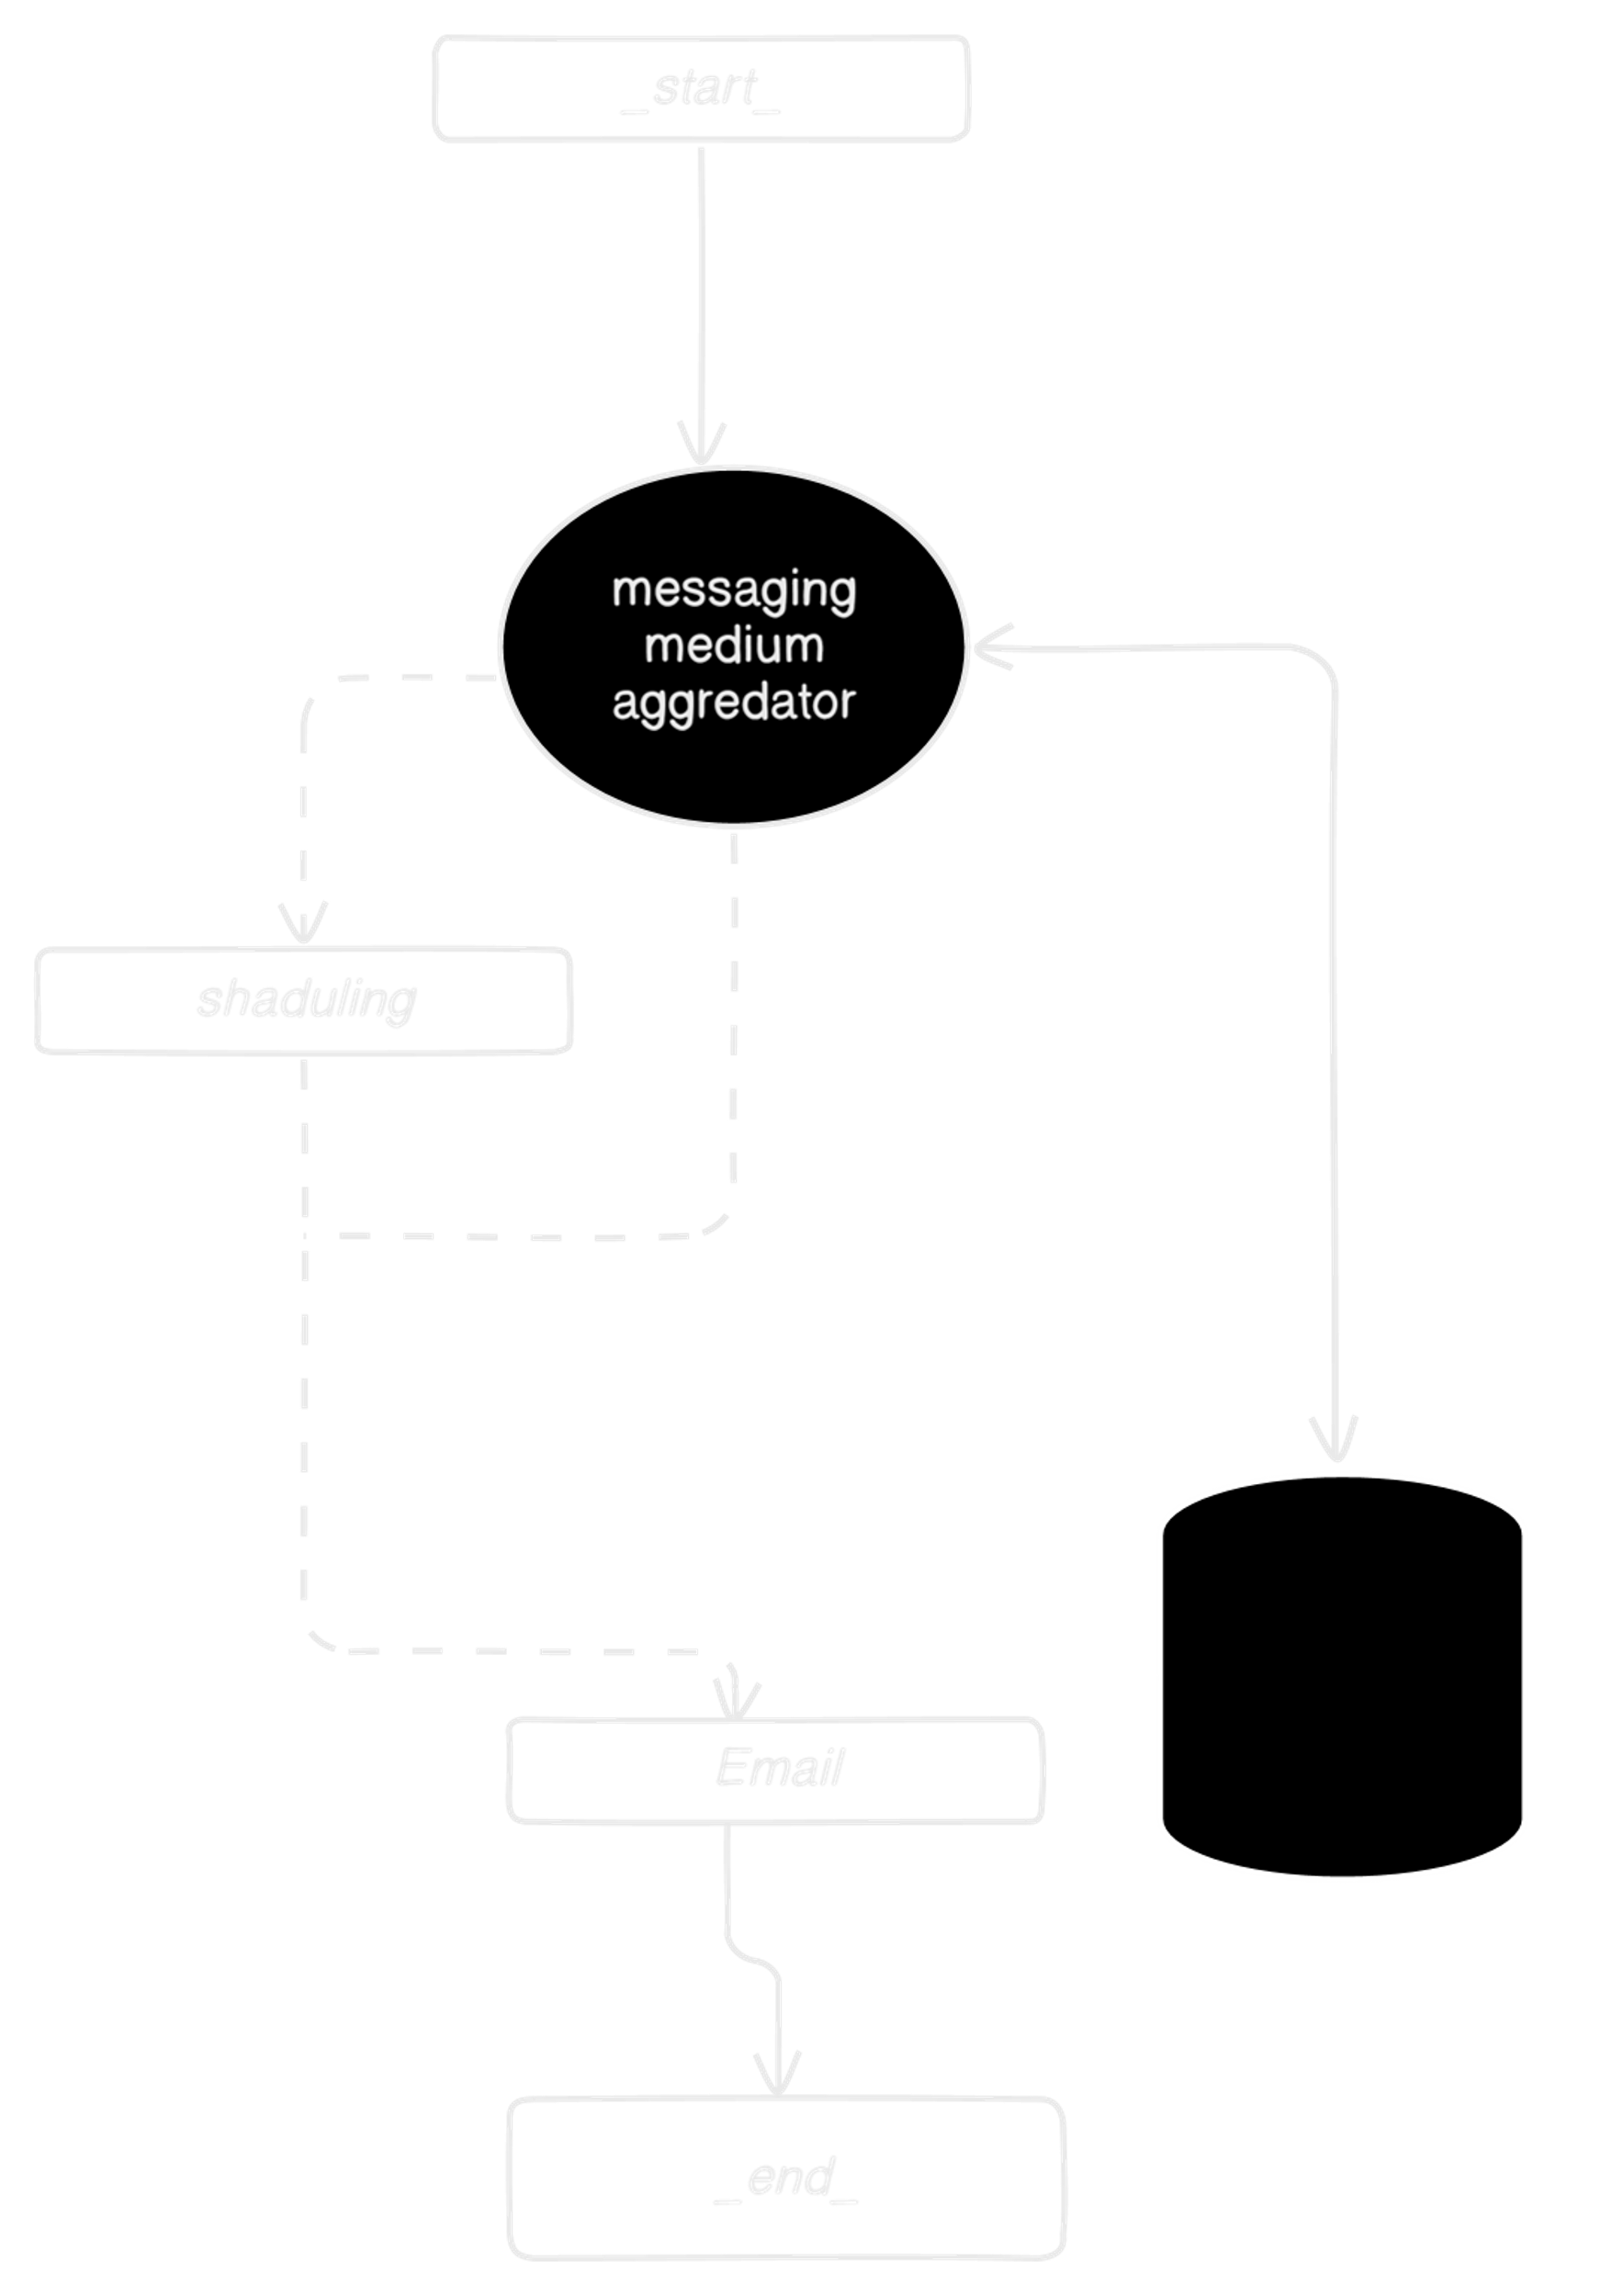 _start_
messaging
medium
aggredator
shaduling
Email
_end_